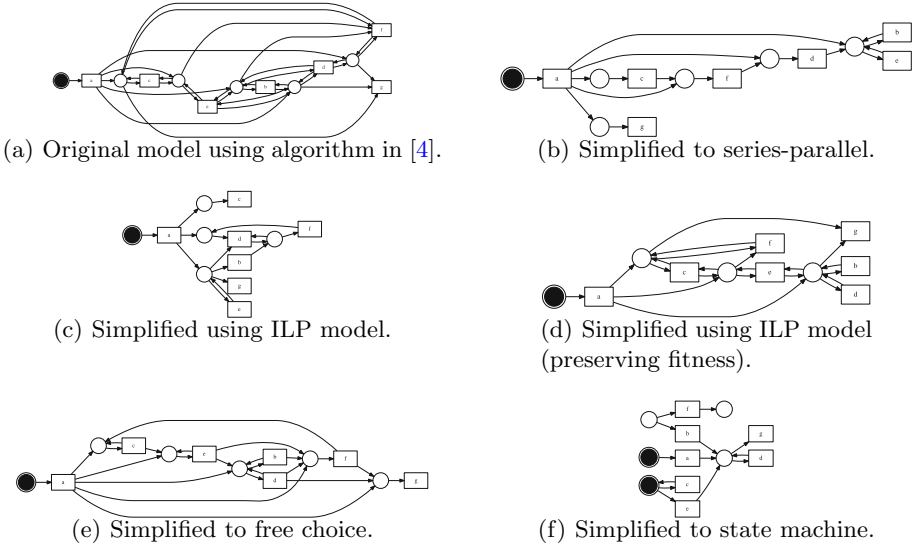 a
c
e
b
d
f
g
(a) Original model using algorithm in [4].
a
c
f
g
d
b
e
(b) Simplified to series-parallel.
a
c
d
b
g
e
f
(c) Simplified using ILP model.
a
c
f
e
g
b
d
(d) Simplified using ILP model
(preserving fitness).
a
c
e
b
d
f
g
(e) Simplified to free choice.
f
b
a
c
e
g
d
(f) Simplified to state machine.